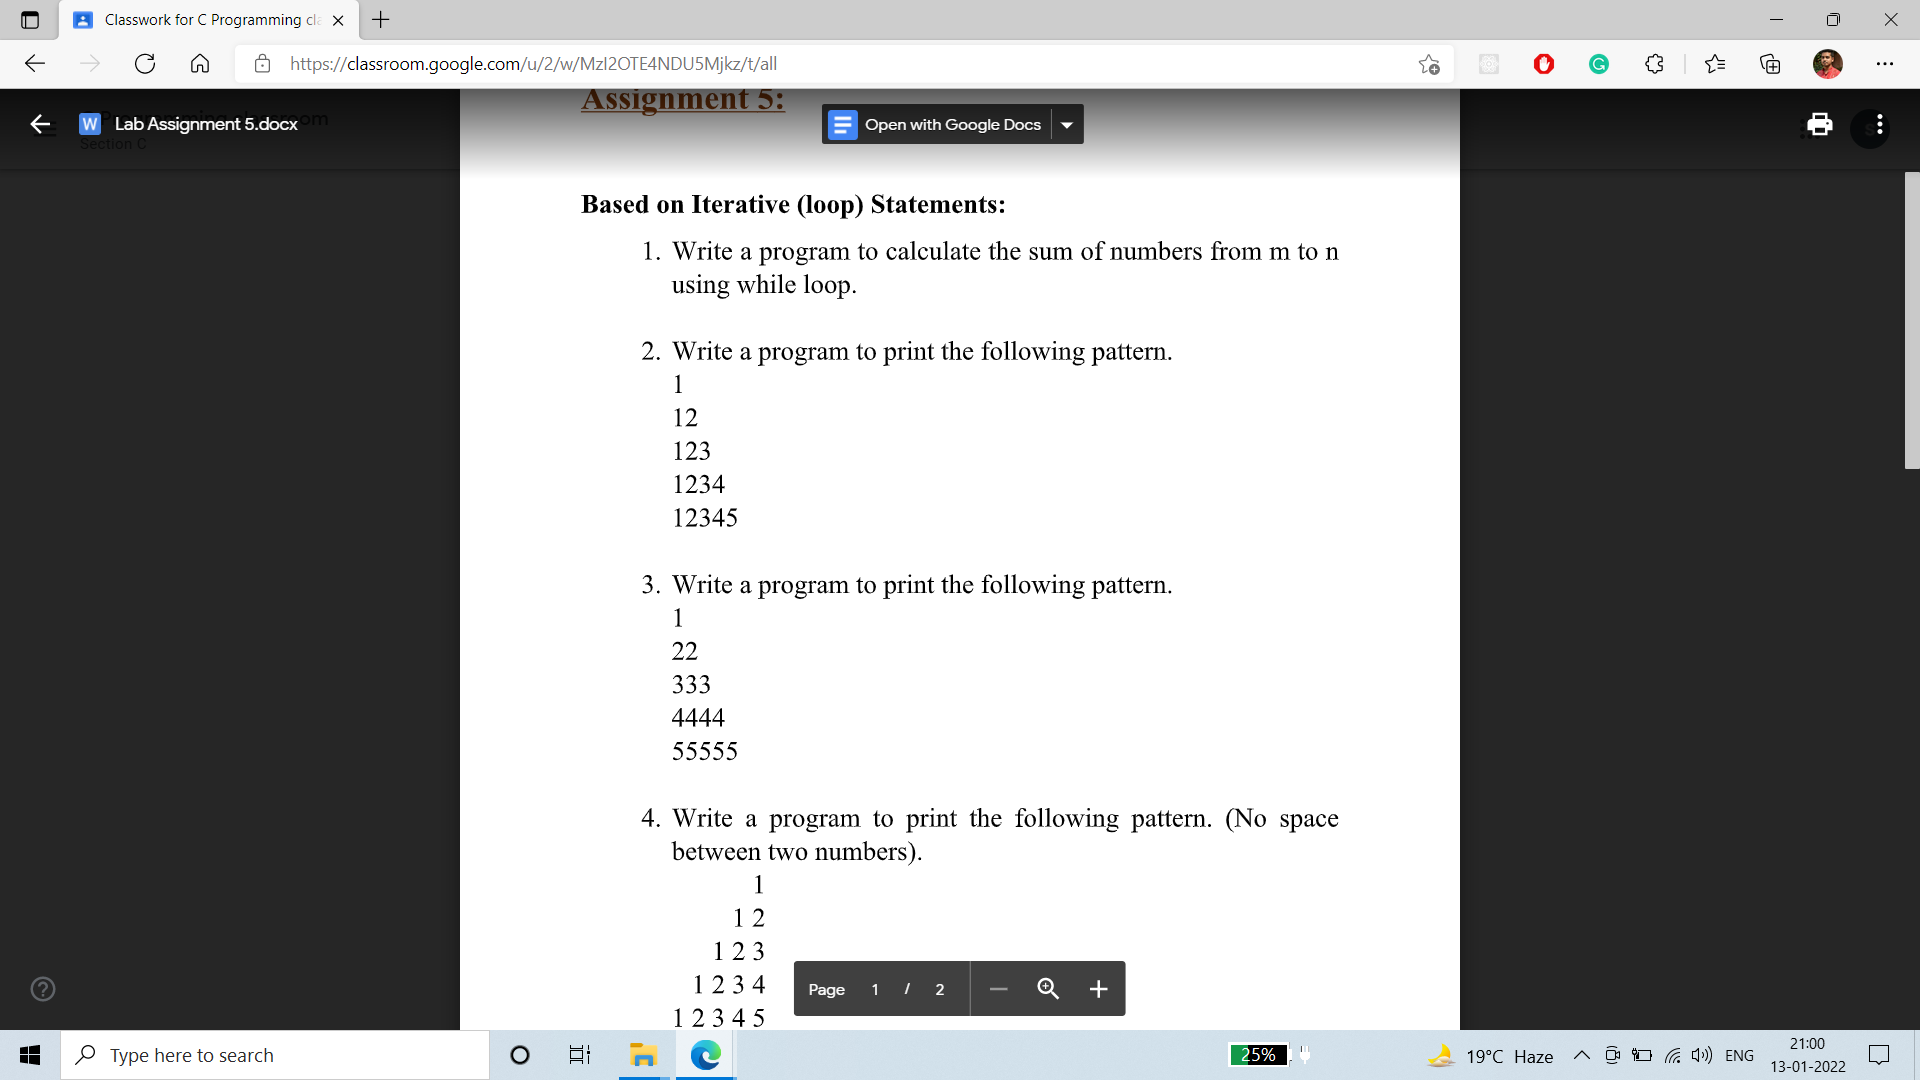 Classwork for C Programming cla
https://classroom.google.com/u/2/w/MzI2OTE4NDU5Mjkz/t/all
Assignment 5:
W Lab Assignment 5.docx
Section C
Open with Google Docs
Based on Iterative (loop) Statements:
1. Write a program to calculate the sum of numbers from m to n
using while loop.
2. Write a program to print the following pattern.
1
12
123
1234
12345
3. Write a program to print the following pattern.
1
22
333
4444
55555
4. Write a program to print the following pattern. (No space
between two numbers).
1
1 2
1 2 3
1 2 3 4
1 2 3 4 5
Page 1 / 2
Type here to search
25%
19°C Haze
ENG
21:00
13-01-2022